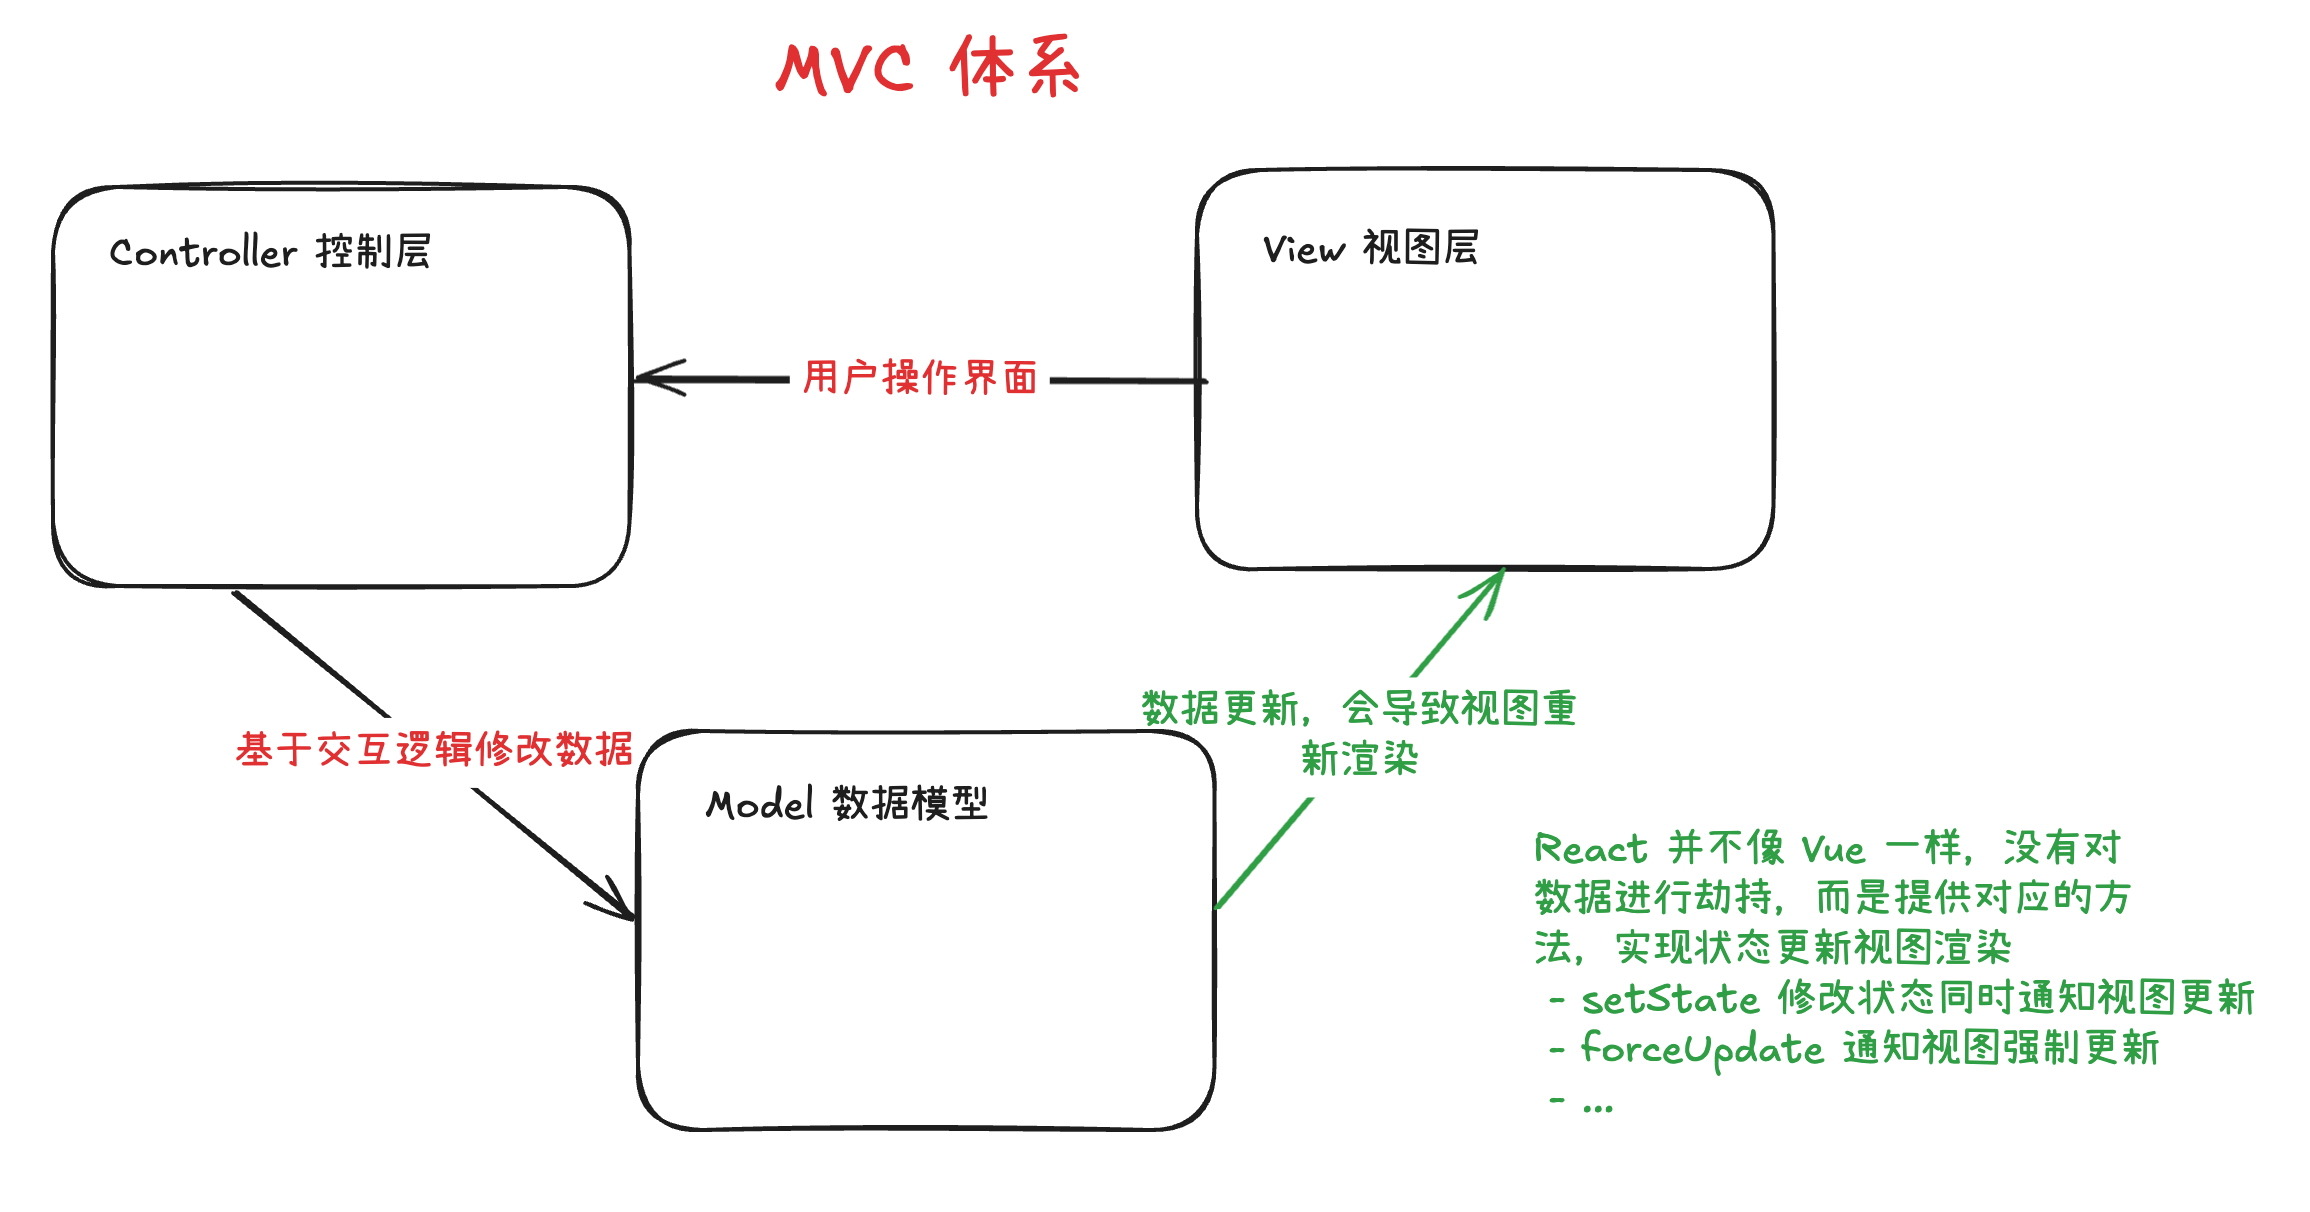 MVC 体系
Controller 控制层
View 视图层
用户操作界面
基于交互逻辑修改数据
数据更新，会导致视图重
新渲染
Model 数据模型
React 并不像 Vue 一样，没有对
数据进行劫持，而是提供对应的方
法，实现状态更新视图渲染
- setState 修改状态同时通知视图更新
- forceUpdate 通知视图强制更新
- ...